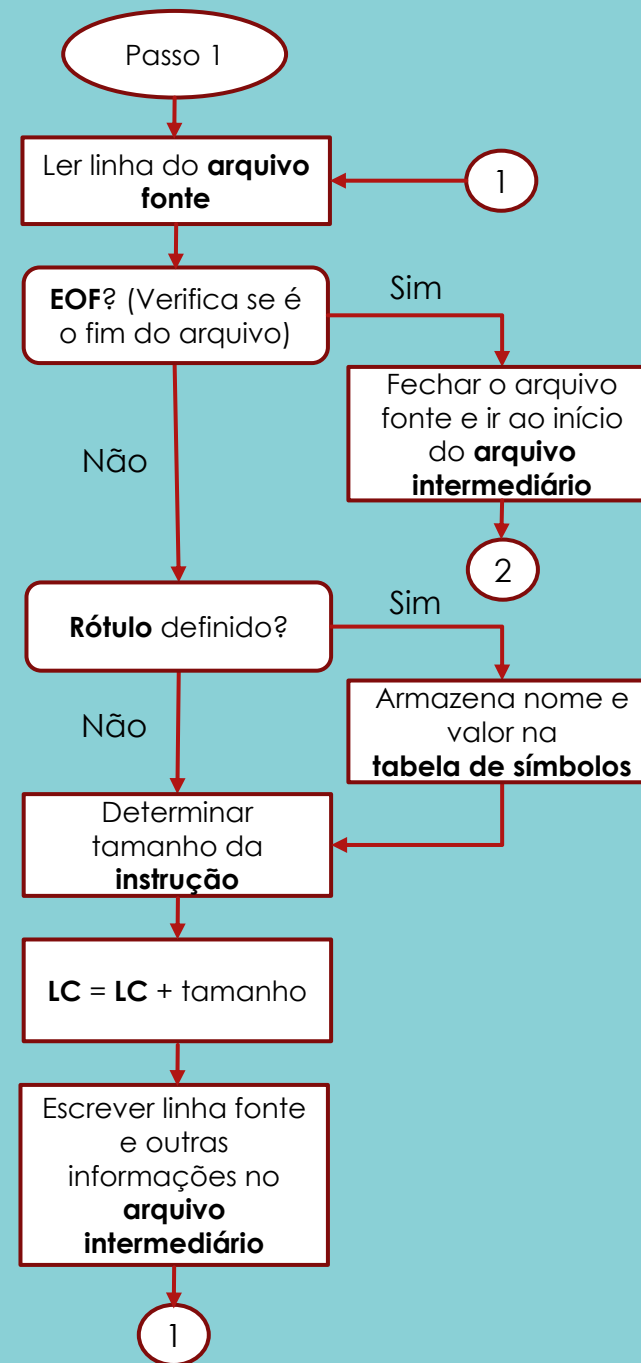 Passo 1
Ler linha do arquivo
fonte
1
EOF? (Verifica se é
o fim do arquivo)
Sim
Fechar o arquivo
fonte e ir ao início
do arquivo
intermediário
Não
2
Rótulo definido?
Sim
Armazena nome e
valor na
tabela de símbolos
Não
Determinar
tamanho da
instrução
LC = LC + tamanho
Escrever linha fonte
e outras
informações no
arquivo
intermediário
1